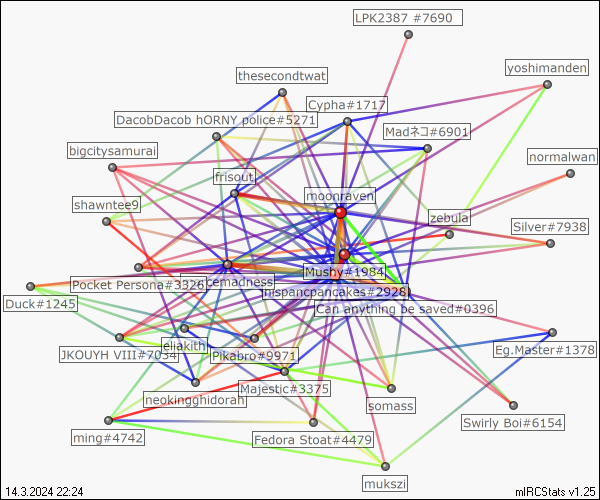 LPK2387 #7690
yoshimanden
thesecondtwat
Cypha#1717
DacobDacob hORNY police#5271
Madネコ#6901
bigcitysamurai
normalwan
frisout
moonraven
shawntee9
zebula
Silver#7938
Mushy#1984
Pocket Persona#3326
cemadness
hispancpancakes#2928
Duck#1245
Can anything be saved#0396
eliakith
JKOUYH VIII#7034
Pikabro#9971
Eg.Master#1378
Majestic#3375
neokingghidorah
somass
Swirly Boi#6154
ming#4742
Fedora Stoat#4479
mukszi
14.3.2024 22:24
mIRCStats v1.25